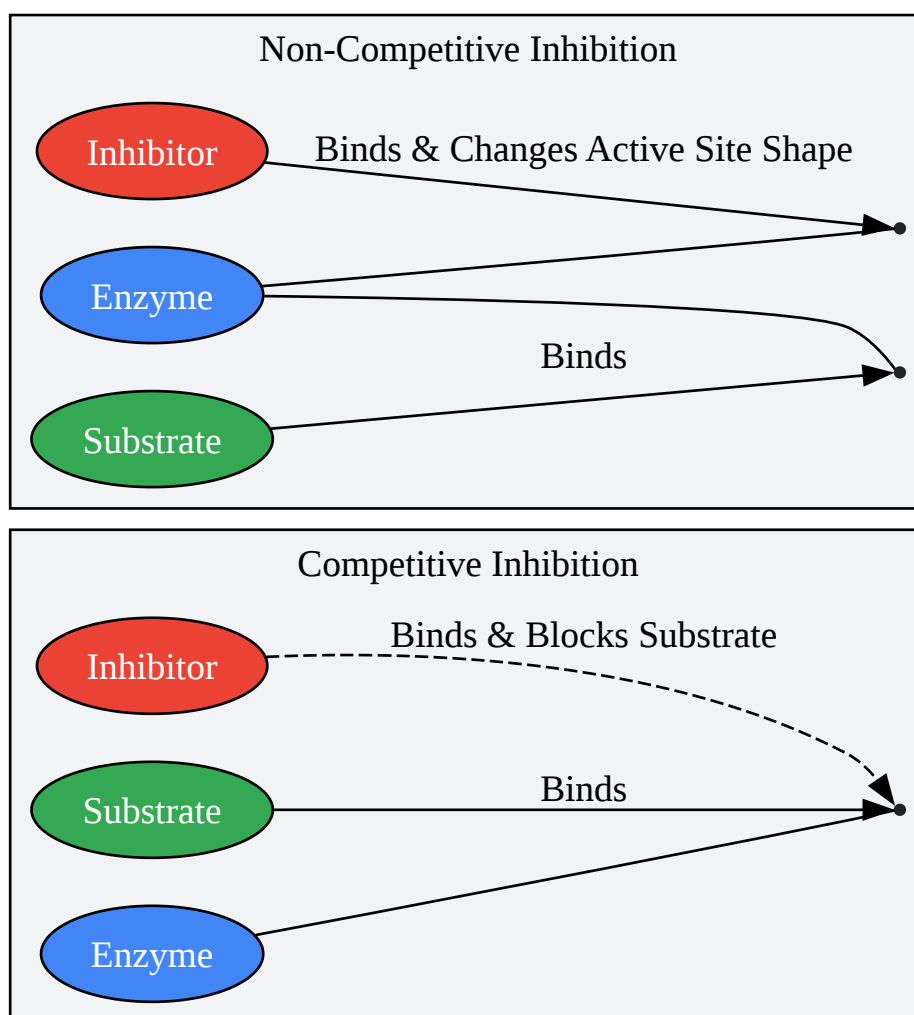 Non-Competitive Inhibition
Inhibitor
Binds & Changes Active Site Shape
Enzyme
Binds
Substrate
Competitive Inhibition
Inhibitor
Binds & Blocks Substrate
Substrate
Binds
Enzyme